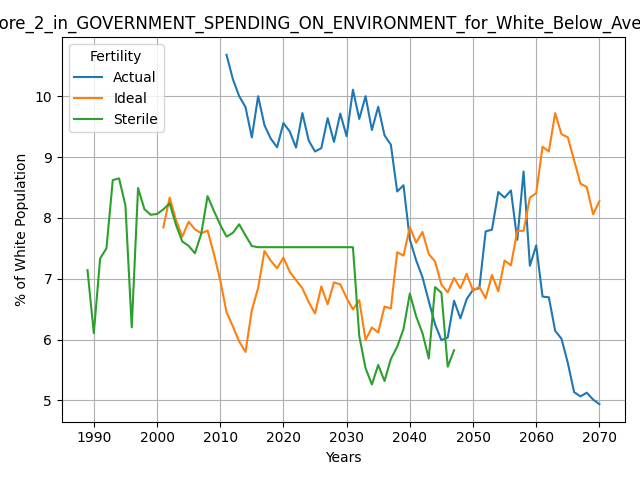 ore_2_in_GOVERNMENT_SPENDING_ON_ENVIRONMENT_for_White_Below_Ave
Fertility
Actual
Ideal
Sterile
% of White Population
10
9
8
7
6
5
1990 2000 2010 2020 2030 2040 2050 2060 2070
Years